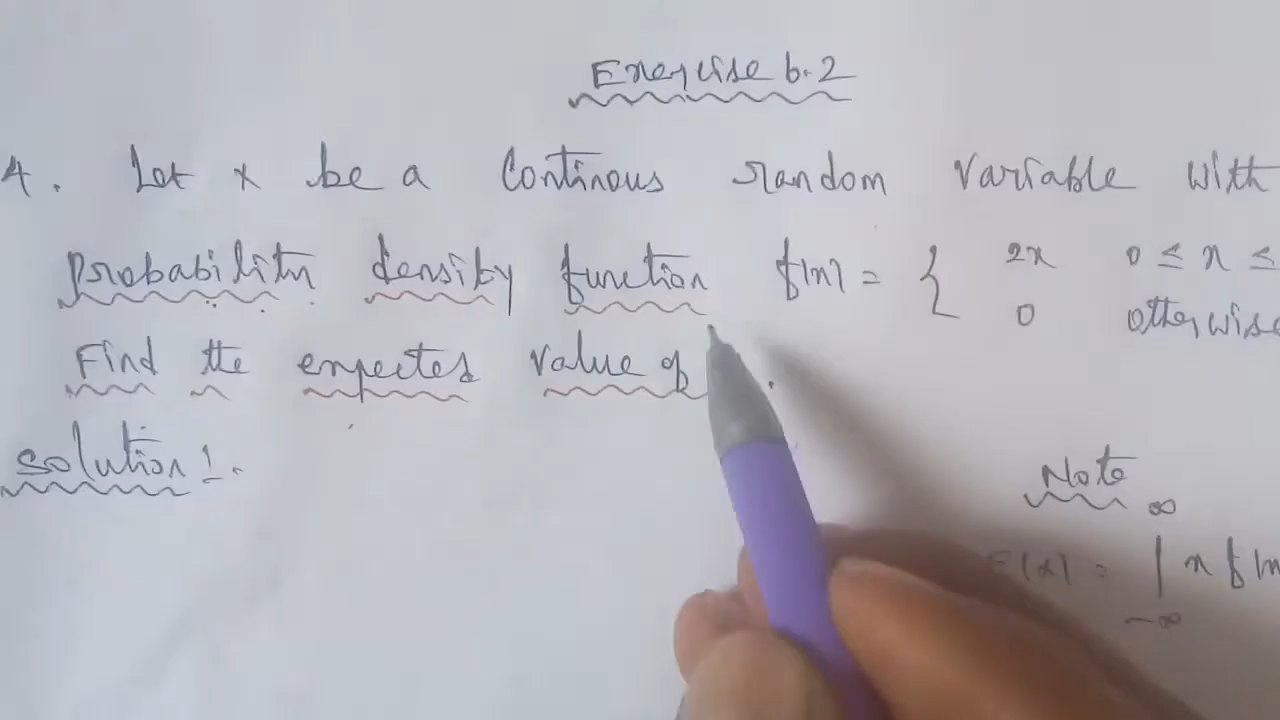 Exercise 6.2
4. Let x be a Continous random variable with
probability density function f(x) = { 2x 0 ≤ x ≤
0 otherwise
Find the expected value of
Solution :.
Note
E(x) = ∫ x f(x
∞
-∞